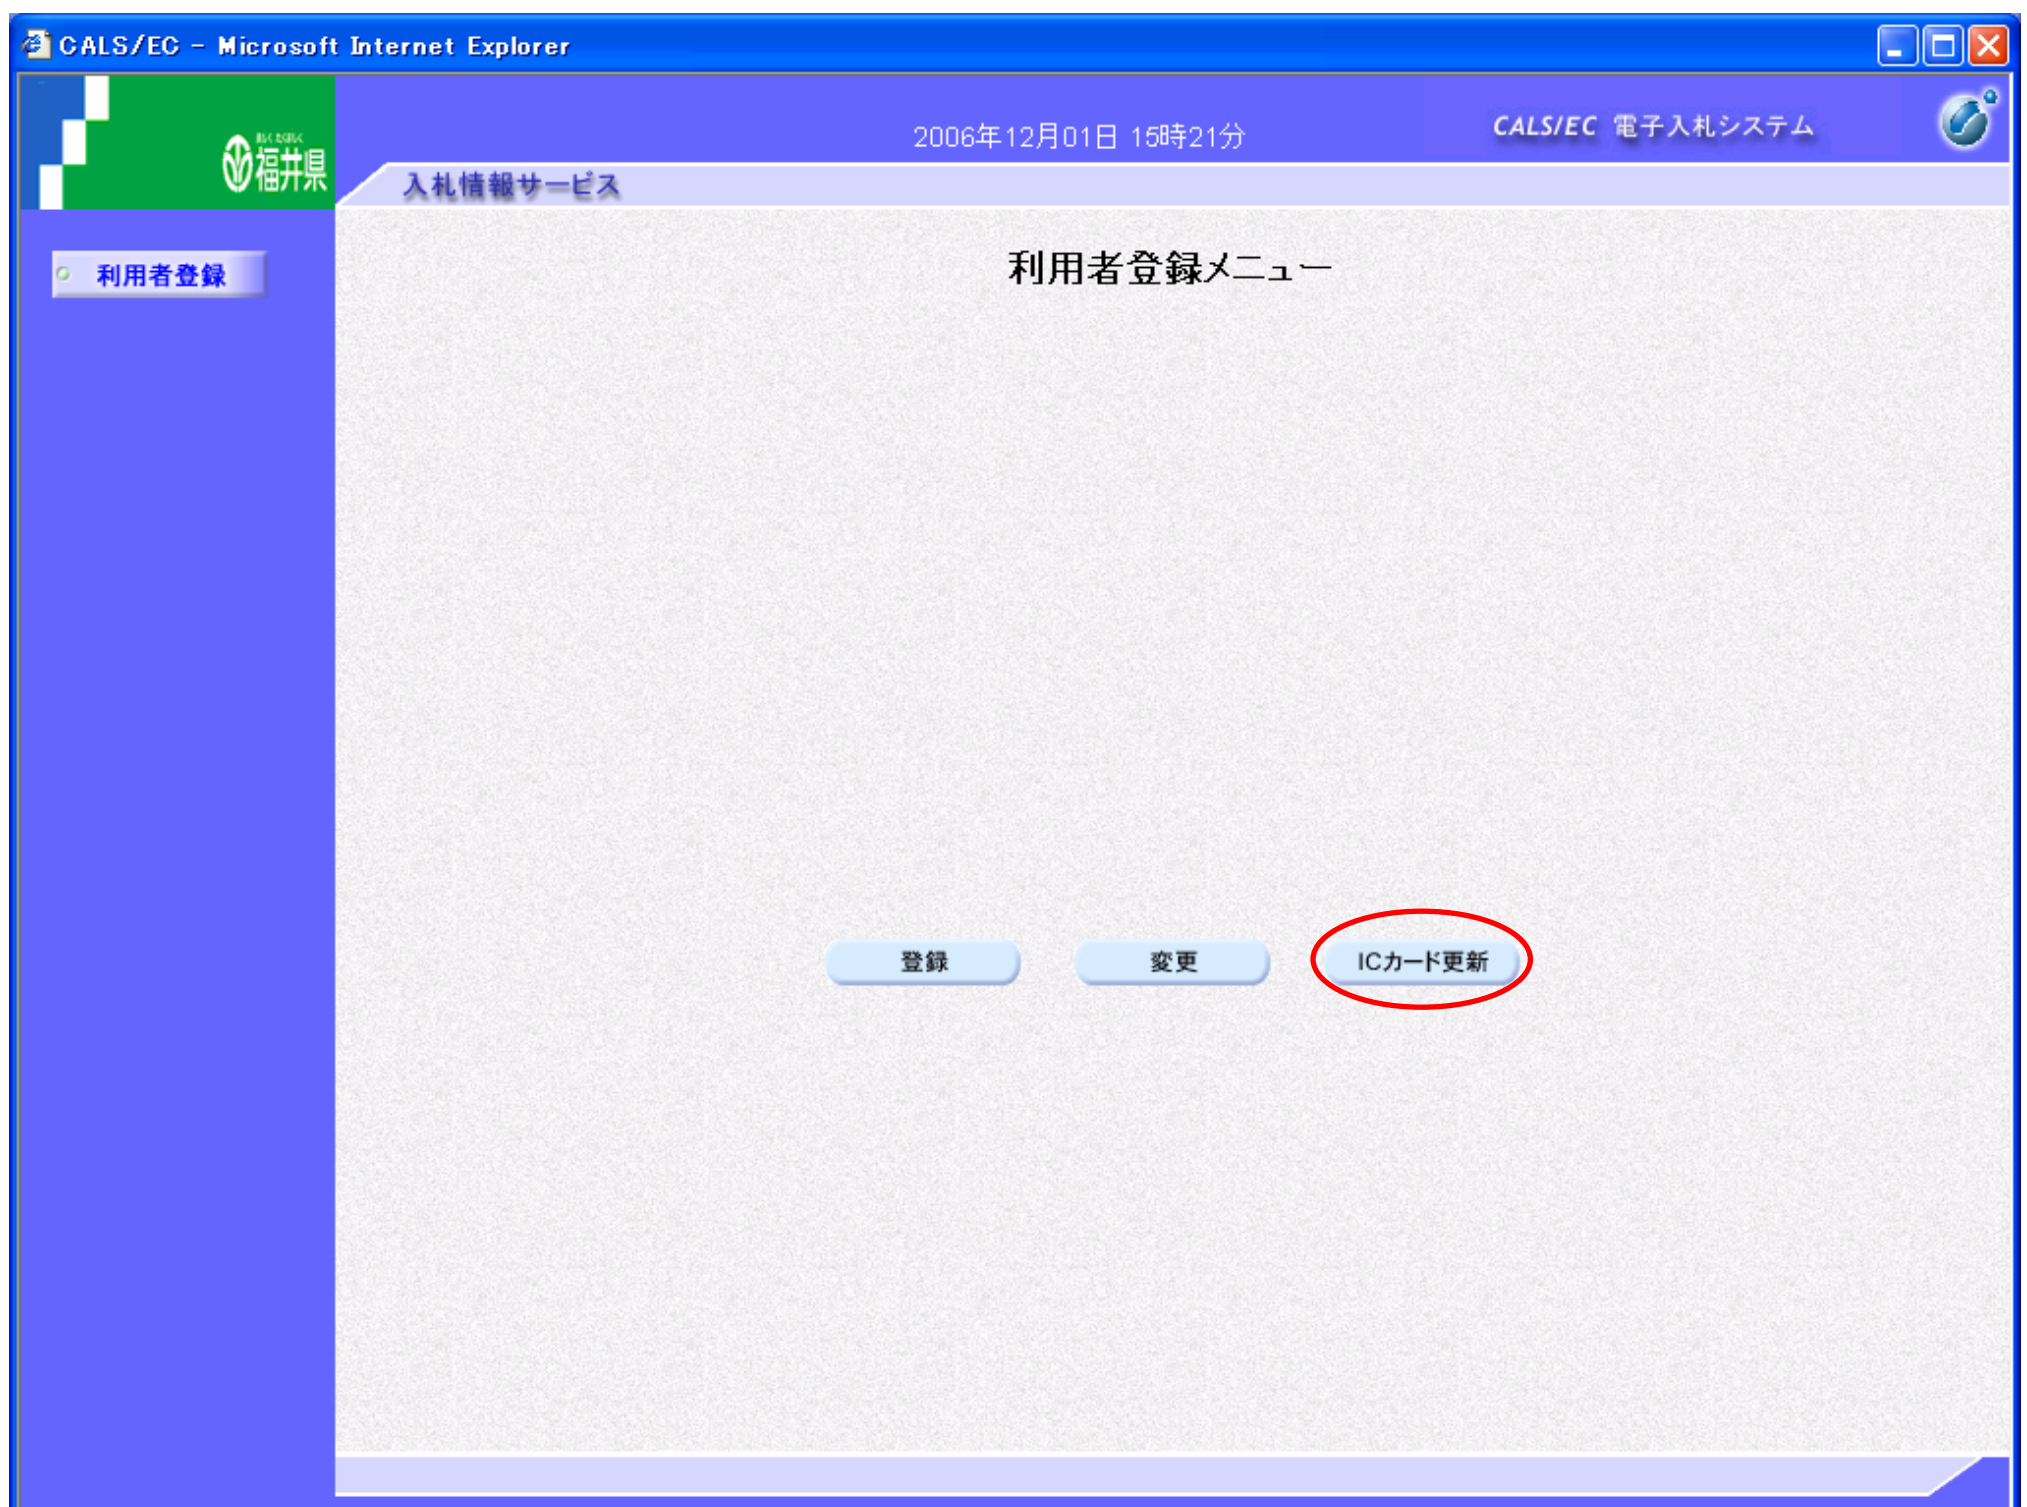 CALS/EC - Microsoft Internet Explorer
2006年12月01日 15時21分
CALS/EC 電子入札システム
福井県
入札情報サービス
利用者登録
利用者登録メニュー
登録
変更
ICカード更新